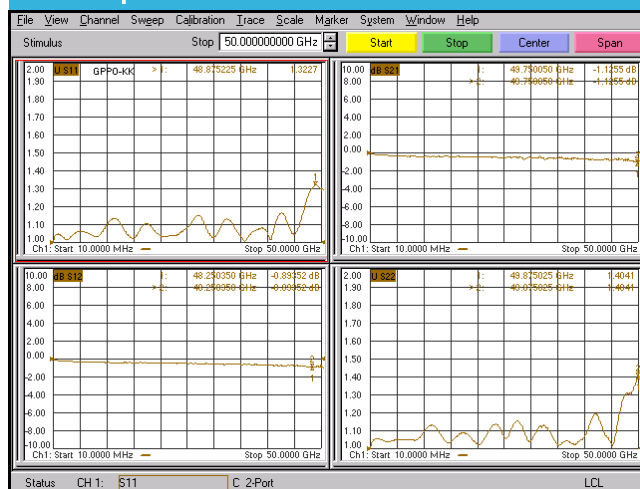 File View Channel Sweep Calibration Trace Scale Marker System Window Help
Stimulus Stop 50.000000000 GHz Start Stop Center Span
2.00 U S11 GPPO-KK > 1: 48.875225 GHz 1.3227
1.90
1.80
1.70
1.60
1.50
1.40
1.30
1.20
1.10
1.00
1
Ch1: Start 10.0000 MHz Stop 50.0000 GHz
10.00 dB S21 1: 49.750050 GHz -1.1255 dB
8.00 > 2: 49.750050 GHz -1.1255 dB
6.00
4.00
2.00
0.00
-2.00
-4.00
-6.00
-8.00
-10.00
Ch1: Start 10.0000 MHz Stop 50.0000 GHz
10.00 dB S12 1: 48.250350 GHz -0.89352 dB
8.00 > 2: 48.250350 GHz -0.89352 dB
6.00
4.00
2.00
0.00
-2.00
-4.00
-6.00
-8.00
-10.00
1
Ch1: Start 10.0000 MHz Stop 50.0000 GHz
2.00 U S22 1: 49.875025 GHz 1.4041
1.90 > 2: 49.875025 GHz 1.4041
1.80
1.70
1.60
1.50
1.40
1.30
1.20
1.10
1.00
Ch1: Start 10.0000 MHz Stop 50.0000 GHz
Status CH 1: S11 C 2-Port LCL